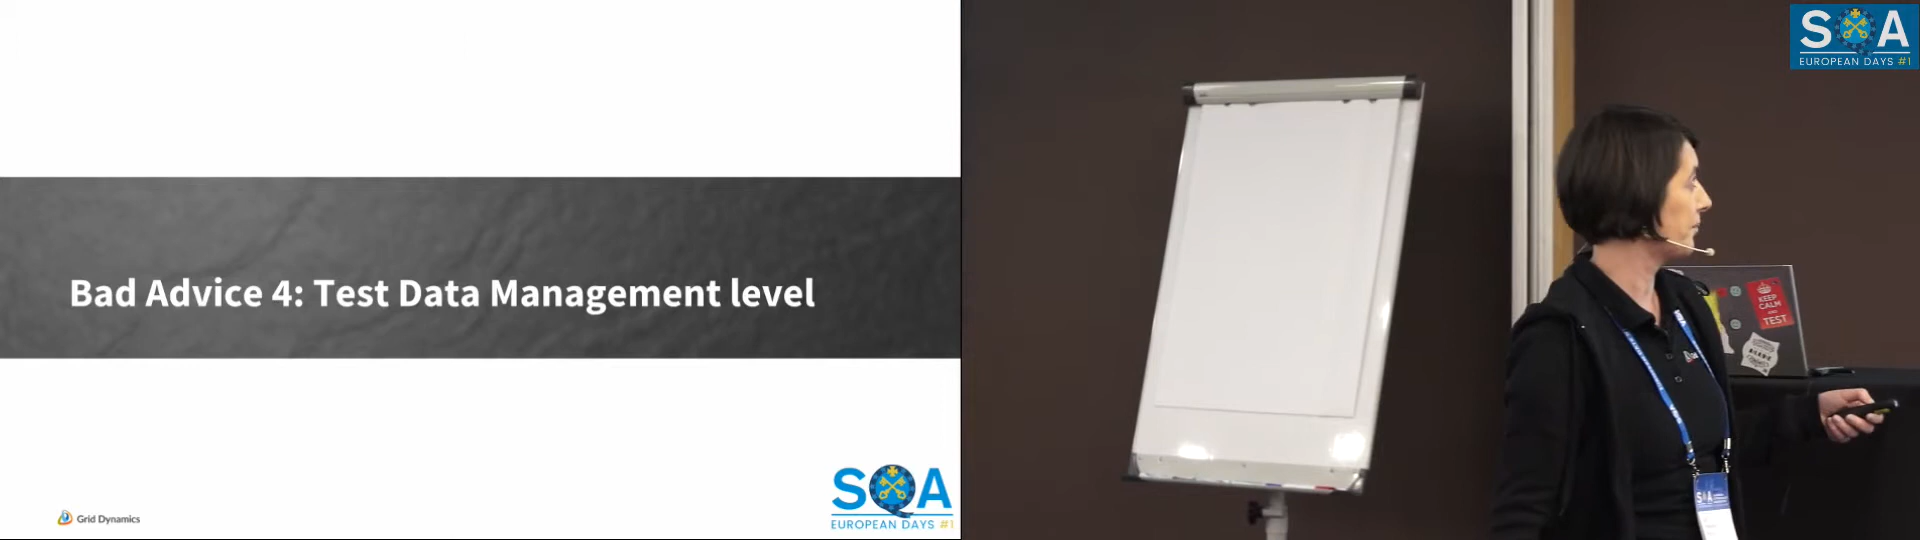 Bad Advice 4: Test Data Management level
Grid Dynamics
SQA
EUROPEAN DAYS #1
SQA
EUROPEAN DAYS #1
KEEP
CALM
AND
TEST